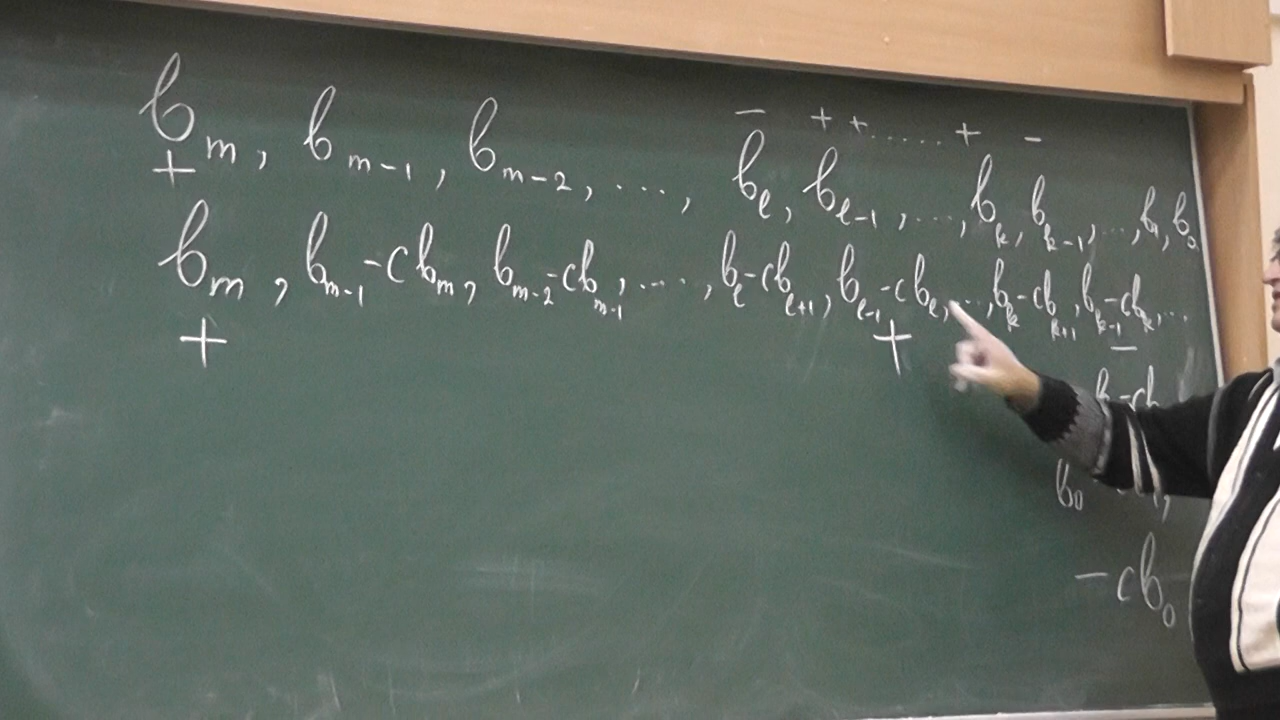 − + + ...... + −
b_m, b_{m-1}, b_{m-2}, ..., b_ℓ, b_{ℓ-1}, ..., b_k, b_{k-1}, ..., b_1, b_0
+
b_m, b_{m-1}-cb_m, b_{m-2}-cb_{m-1}, ..., b_ℓ-cb_{ℓ+1}, b_{ℓ-1}-cb_ℓ, ..., b_k-cb_{k+1}, b_{k-1}-cb_k, ...
+ + −
-cb_0